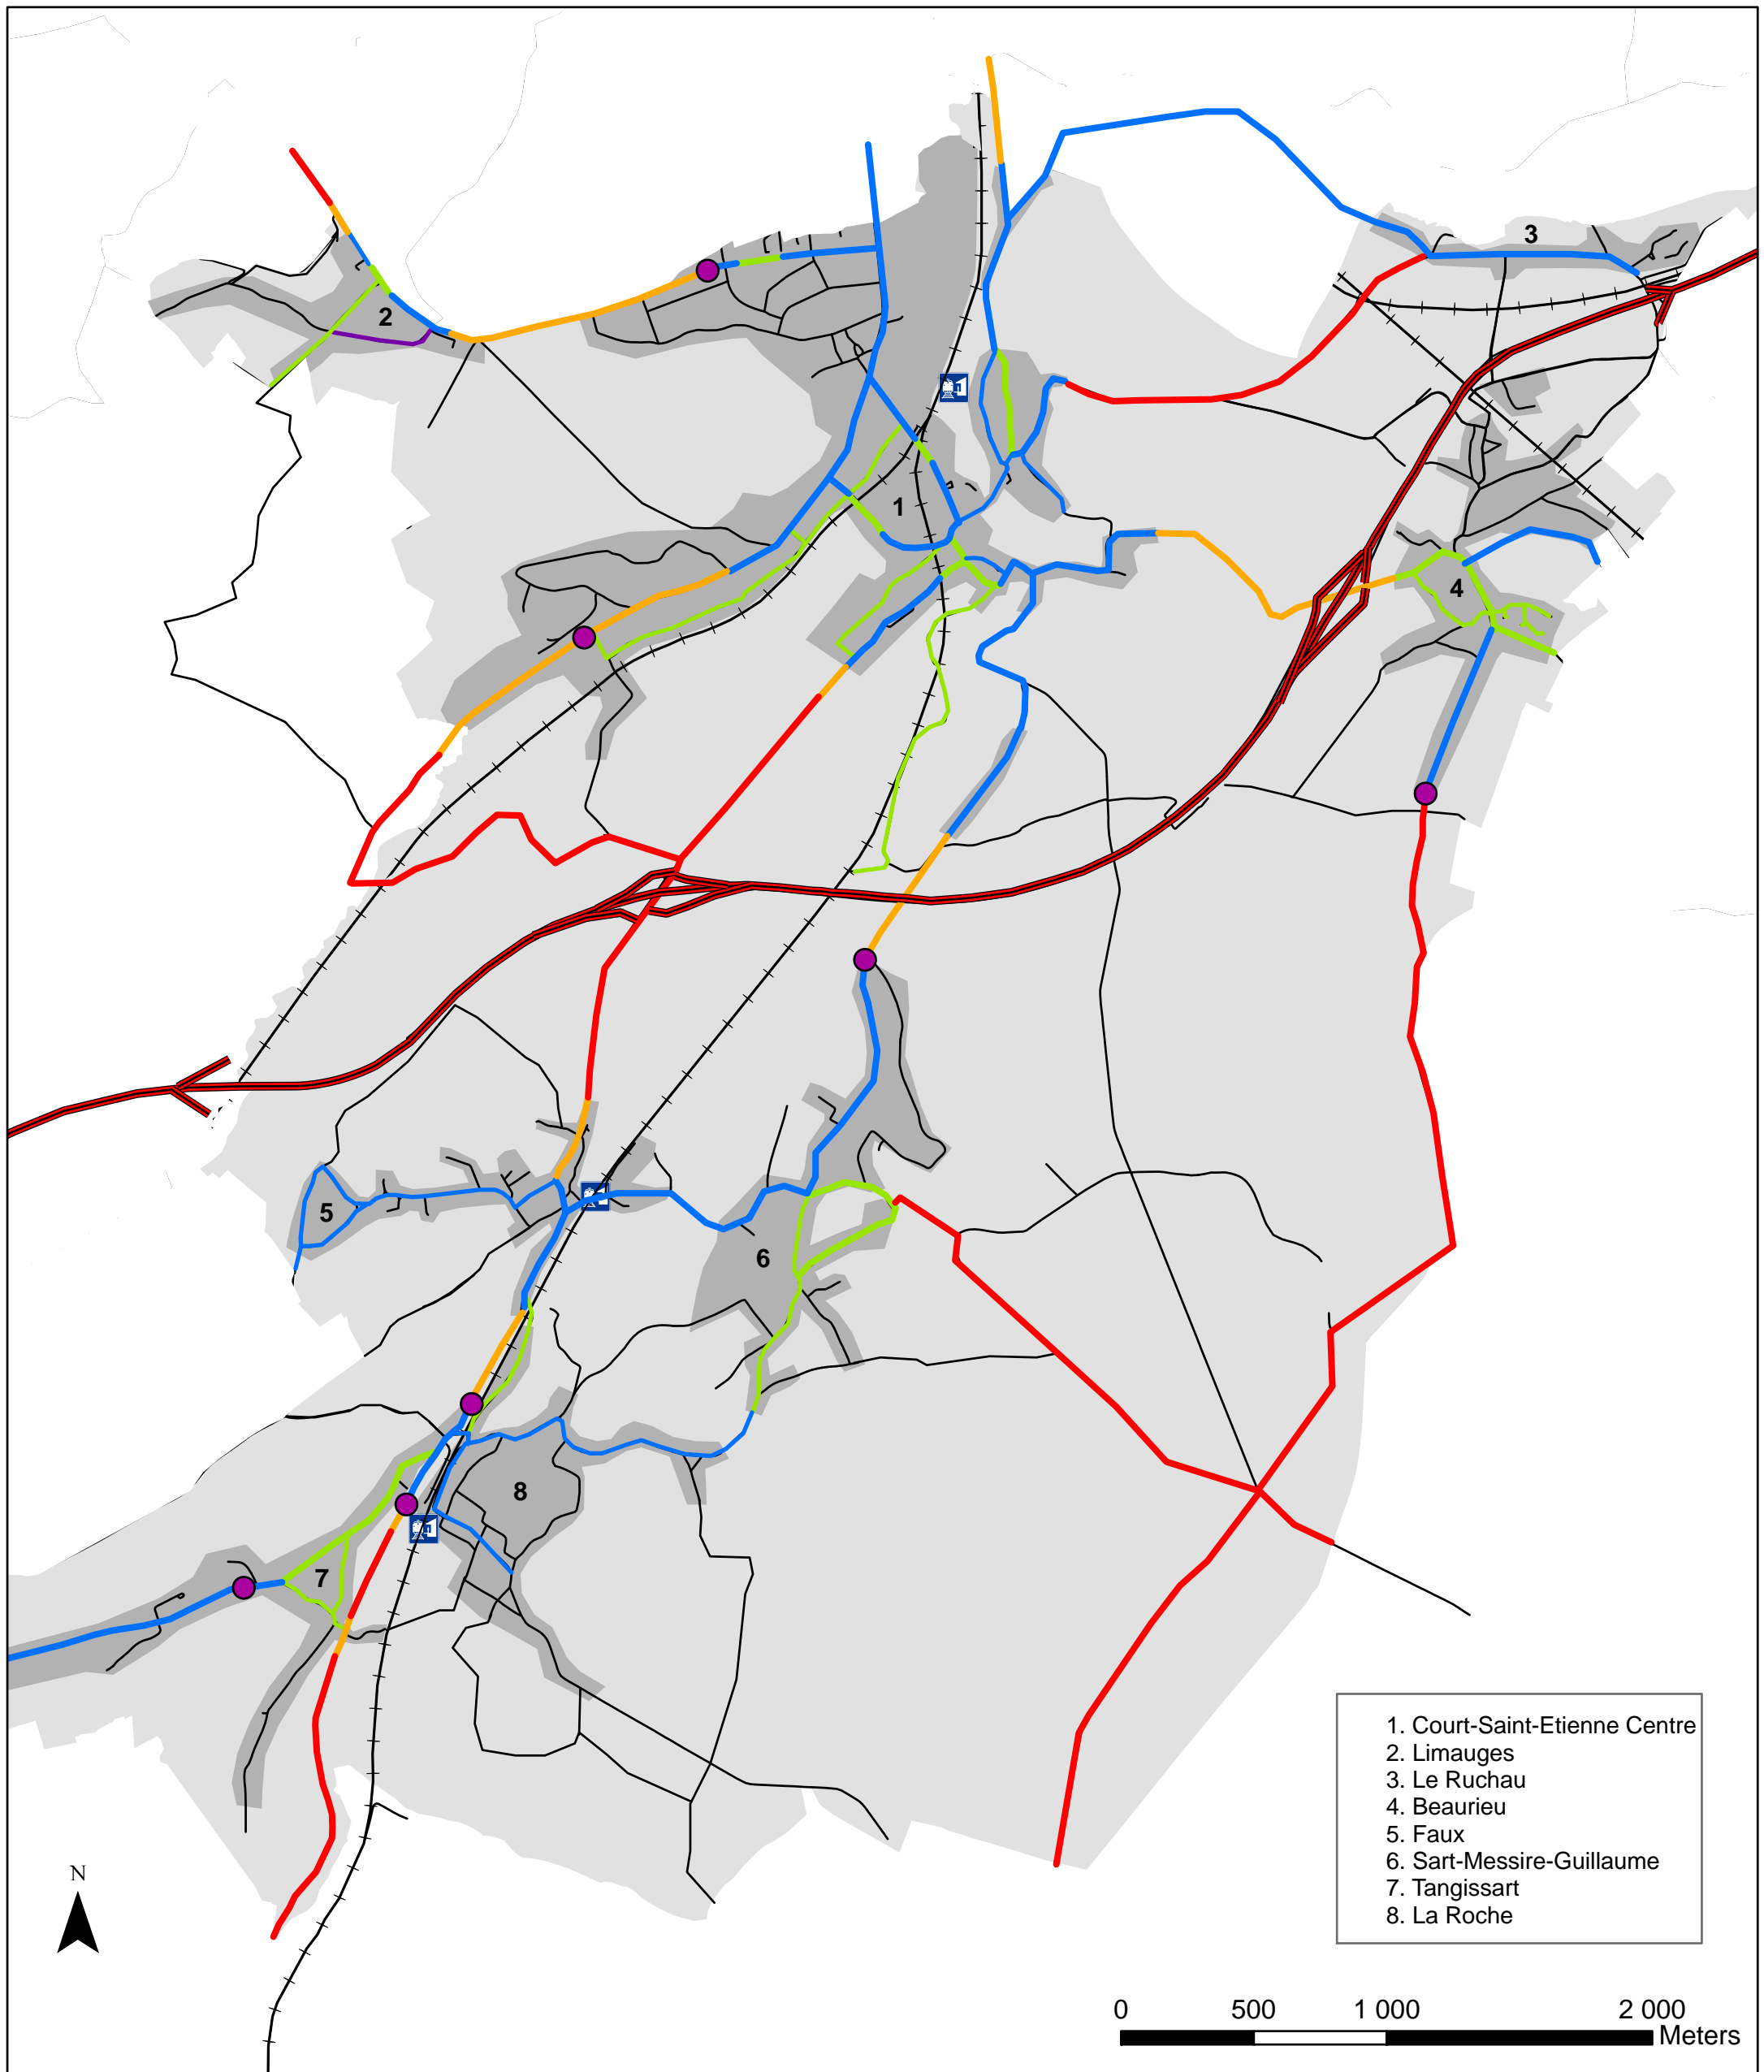 3
2
1
4
5
6
8
7
1. Court-Saint-Etienne Centre
2. Limauges
3. Le Ruchau
4. Beaurieu
5. Faux
6. Sart-Messire-Guillaume
7. Tangissart
8. La Roche
N
0 500 1 000 2 000
Meters